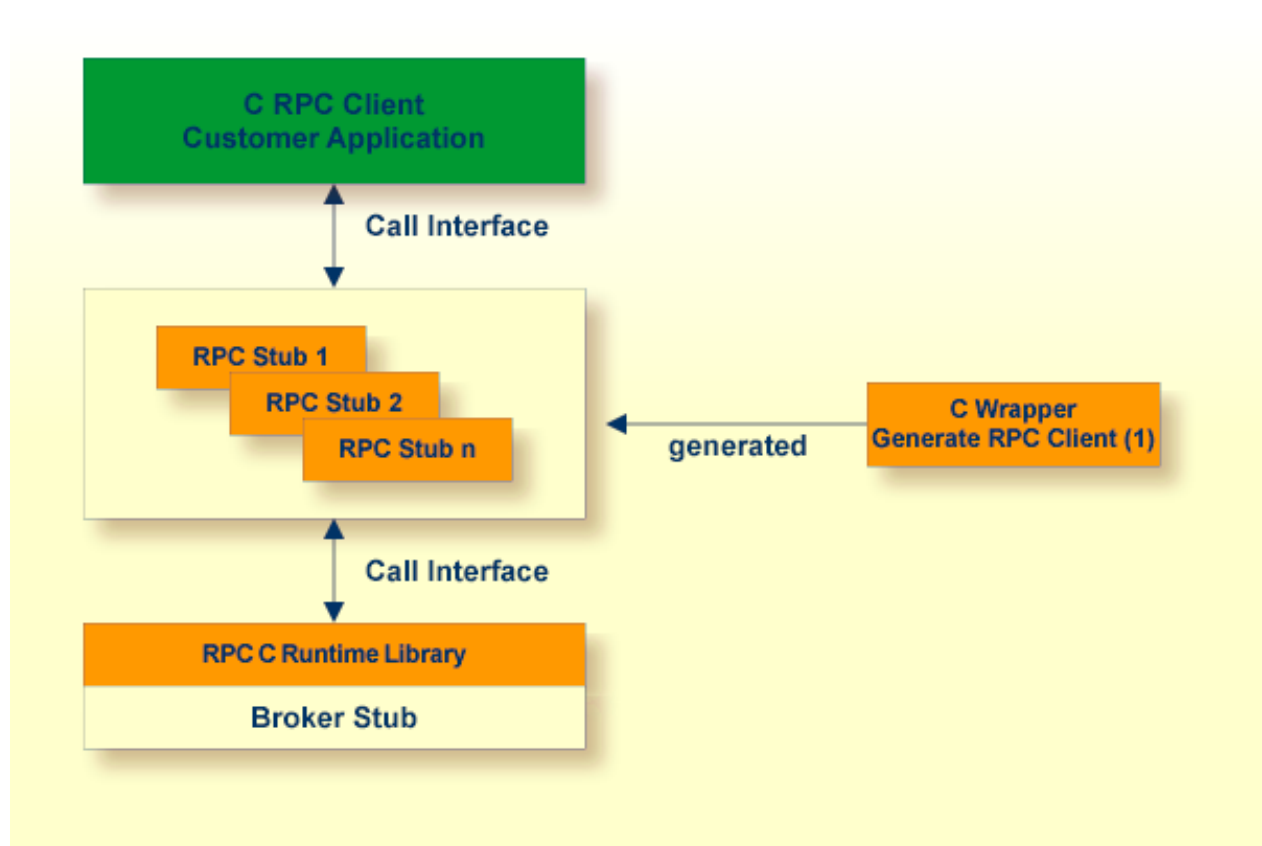 C RPC Client
Customer Application
Call Interface
RPC Stub 1
RPC Stub 2
RPC Stub n
C Wrapper
Generate RPC Client (1)
generated
Call Interface
RPC C Runtime Library
Broker Stub